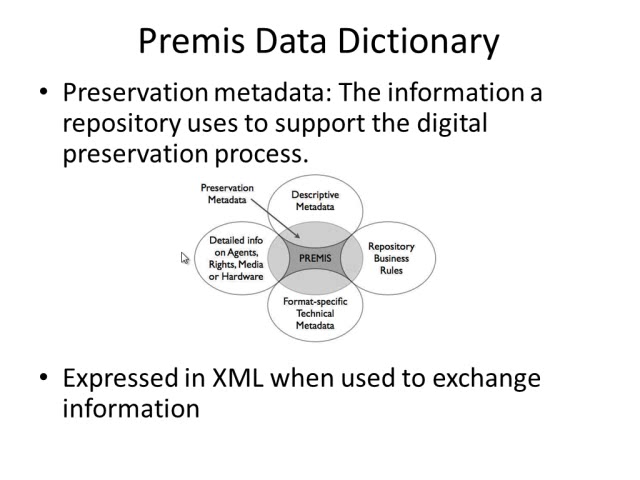 Premis Data Dictionary
• Preservation metadata: The information a
repository uses to support the digital
preservation process.
Preservation
Metadata
Descriptive
Metadata
Detailed info
on Agents,
Rights, Media
or Hardware
PREMIS
Repository
Business
Rules
Format-specific
Technical
Metadata
• Expressed in XML when used to exchange
information